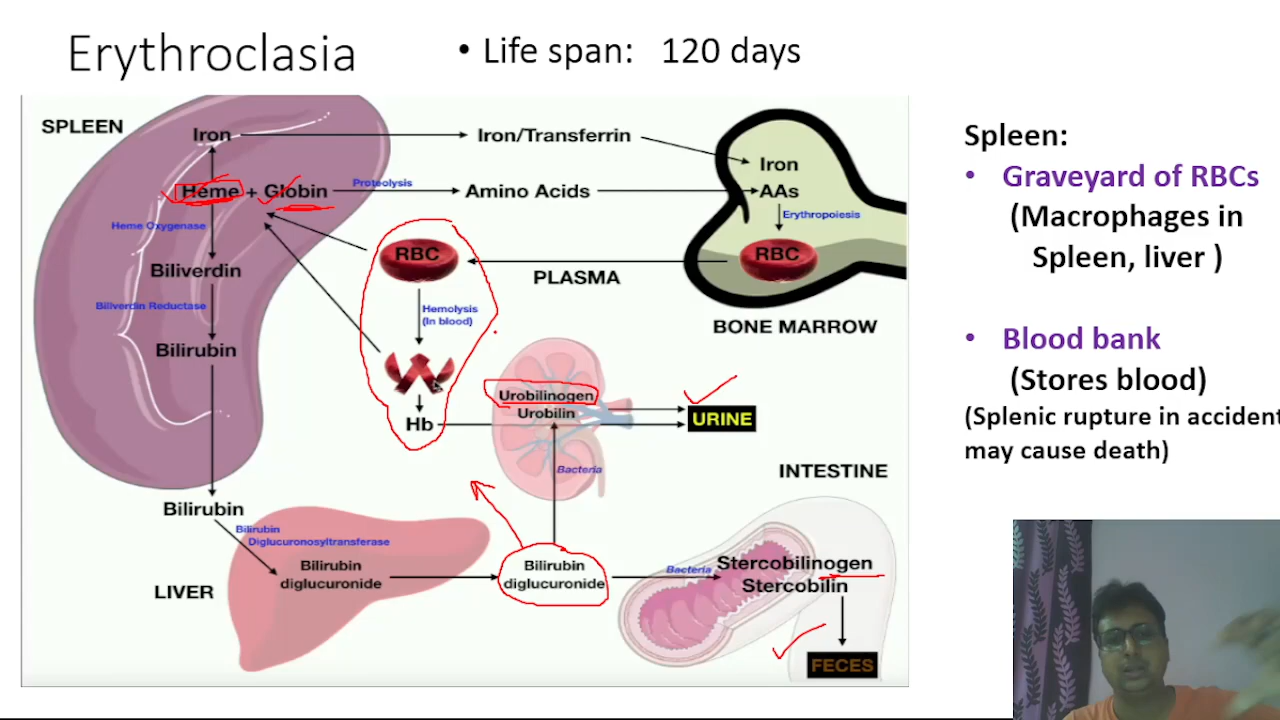 Erythroclasia
• Life span: 120 days
SPLEEN
Iron
Iron/Transferrin
Iron
Heme + Globin
Proteolysis
Amino Acids
AAs
Heme Oxygenase
Erythropoiesis
Biliverdin
RBC
RBC
PLASMA
Biliverdin Reductase
Hemolysis
(In blood)
BONE MARROW
Bilirubin
Urobilinogen
Urobilin
Hb
URINE
Bacteria
INTESTINE
Bilirubin
Bilirubin
Diglucuronosyltransferase
Bilirubin
diglucuronide
LIVER
Bilirubin
diglucuronide
Bacteria
Stercobilinogen
Stercobilin
FECES
Spleen:
• Graveyard of RBCs
(Macrophages in
Spleen, liver )
• Blood bank
(Stores blood)
(Splenic rupture in accident
may cause death)